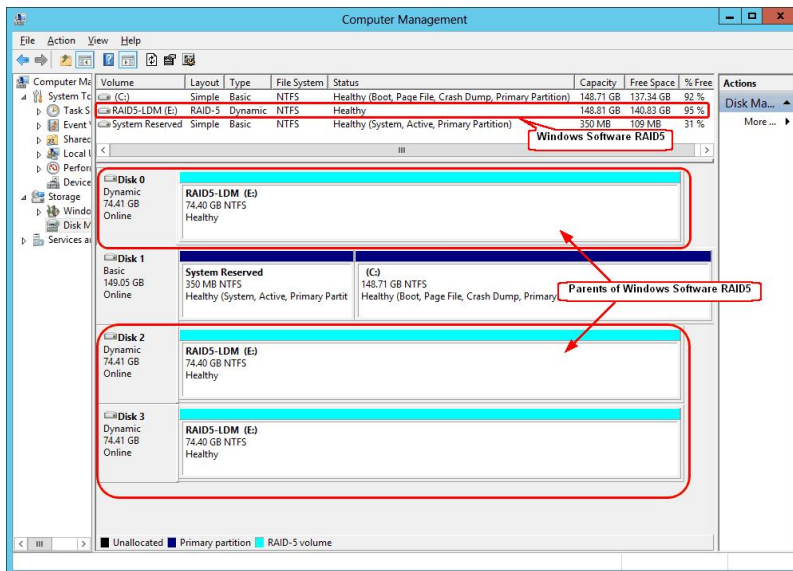 Computer Management
File Action View Help
Computer Ma
System To
Task S
Event
Shared
Local U
Perfor
Device
Storage
Windo
Disk M
Services a
Volume Layout Type File System Status Capacity Free Space % Free
(C:) Simple Basic NTFS Healthy (Boot, Page File, Crash Dump, Primary Partition) 148.71 GB 137.34 GB 92 %
RAID5-LDM (E:) RAID-5 Dynamic NTFS Healthy 148.81 GB 140.83 GB 95 %
System Reserved Simple Basic NTFS Healthy (System, Active, Primary Partition) 350 MB 109 MB 31 %
Windows Software RAID5
Disk 0
Dynamic
74.41 GB
Online
RAID5-LDM (E:)
74.40 GB NTFS
Healthy
Disk 1
Basic
149.05 GB
Online
System Reserved
350 MB NTFS
Healthy (System, Active, Primary Partit
(C:)
148.71 GB NTFS
Healthy (Boot, Page File, Crash Dump, Primary
Parents of Windows Software RAID5
Disk 2
Dynamic
74.41 GB
Online
RAID5-LDM (E:)
74.40 GB NTFS
Healthy
Disk 3
Dynamic
74.41 GB
Online
RAID5-LDM (E:)
74.40 GB NTFS
Healthy
Unallocated Primary partition RAID-5 volume
Actions
Disk Ma...
More ...